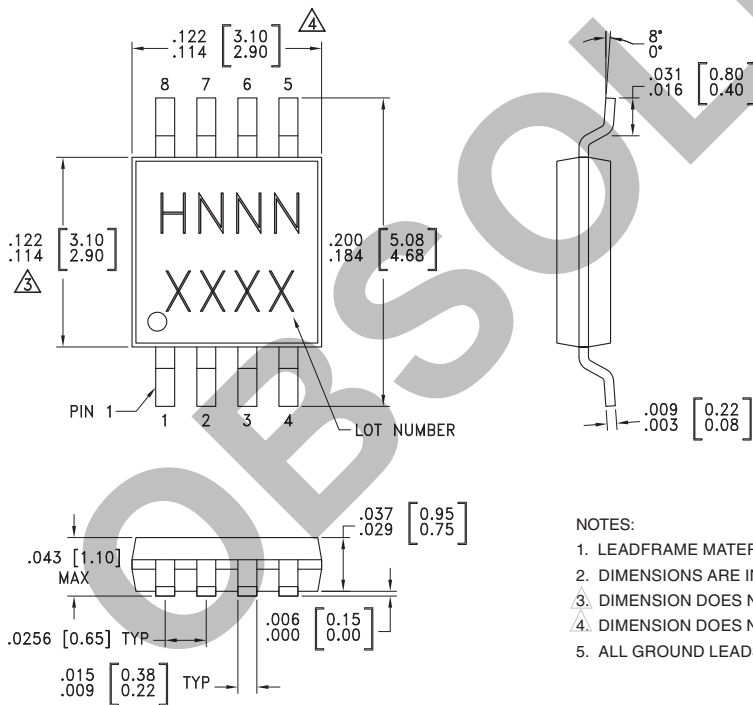 .122 [3.10]
.114 [2.90]
4
8 7 6 5
HNNN
XXXX
.122 [3.10]
.114 [2.90]
3
.200 [5.08]
.184 [4.68]
PIN 1
1 2 3 4
LOT NUMBER
8°
0°
.031 [0.80]
.016 [0.40]
.009 [0.22]
.003 [0.08]
.043 [1.10]
MAX
.037 [0.95]
.029 [0.75]
.0256 [0.65] TYP
.006 [0.15]
.000 [0.00]
.015 [0.38]
.009 [0.22]
TYP
NOTES:
1. LEADFRAME MATER
2. DIMENSIONS ARE IN
3. DIMENSION DOES N
4. DIMENSION DOES N
5. ALL GROUND LEAD
OBSOL